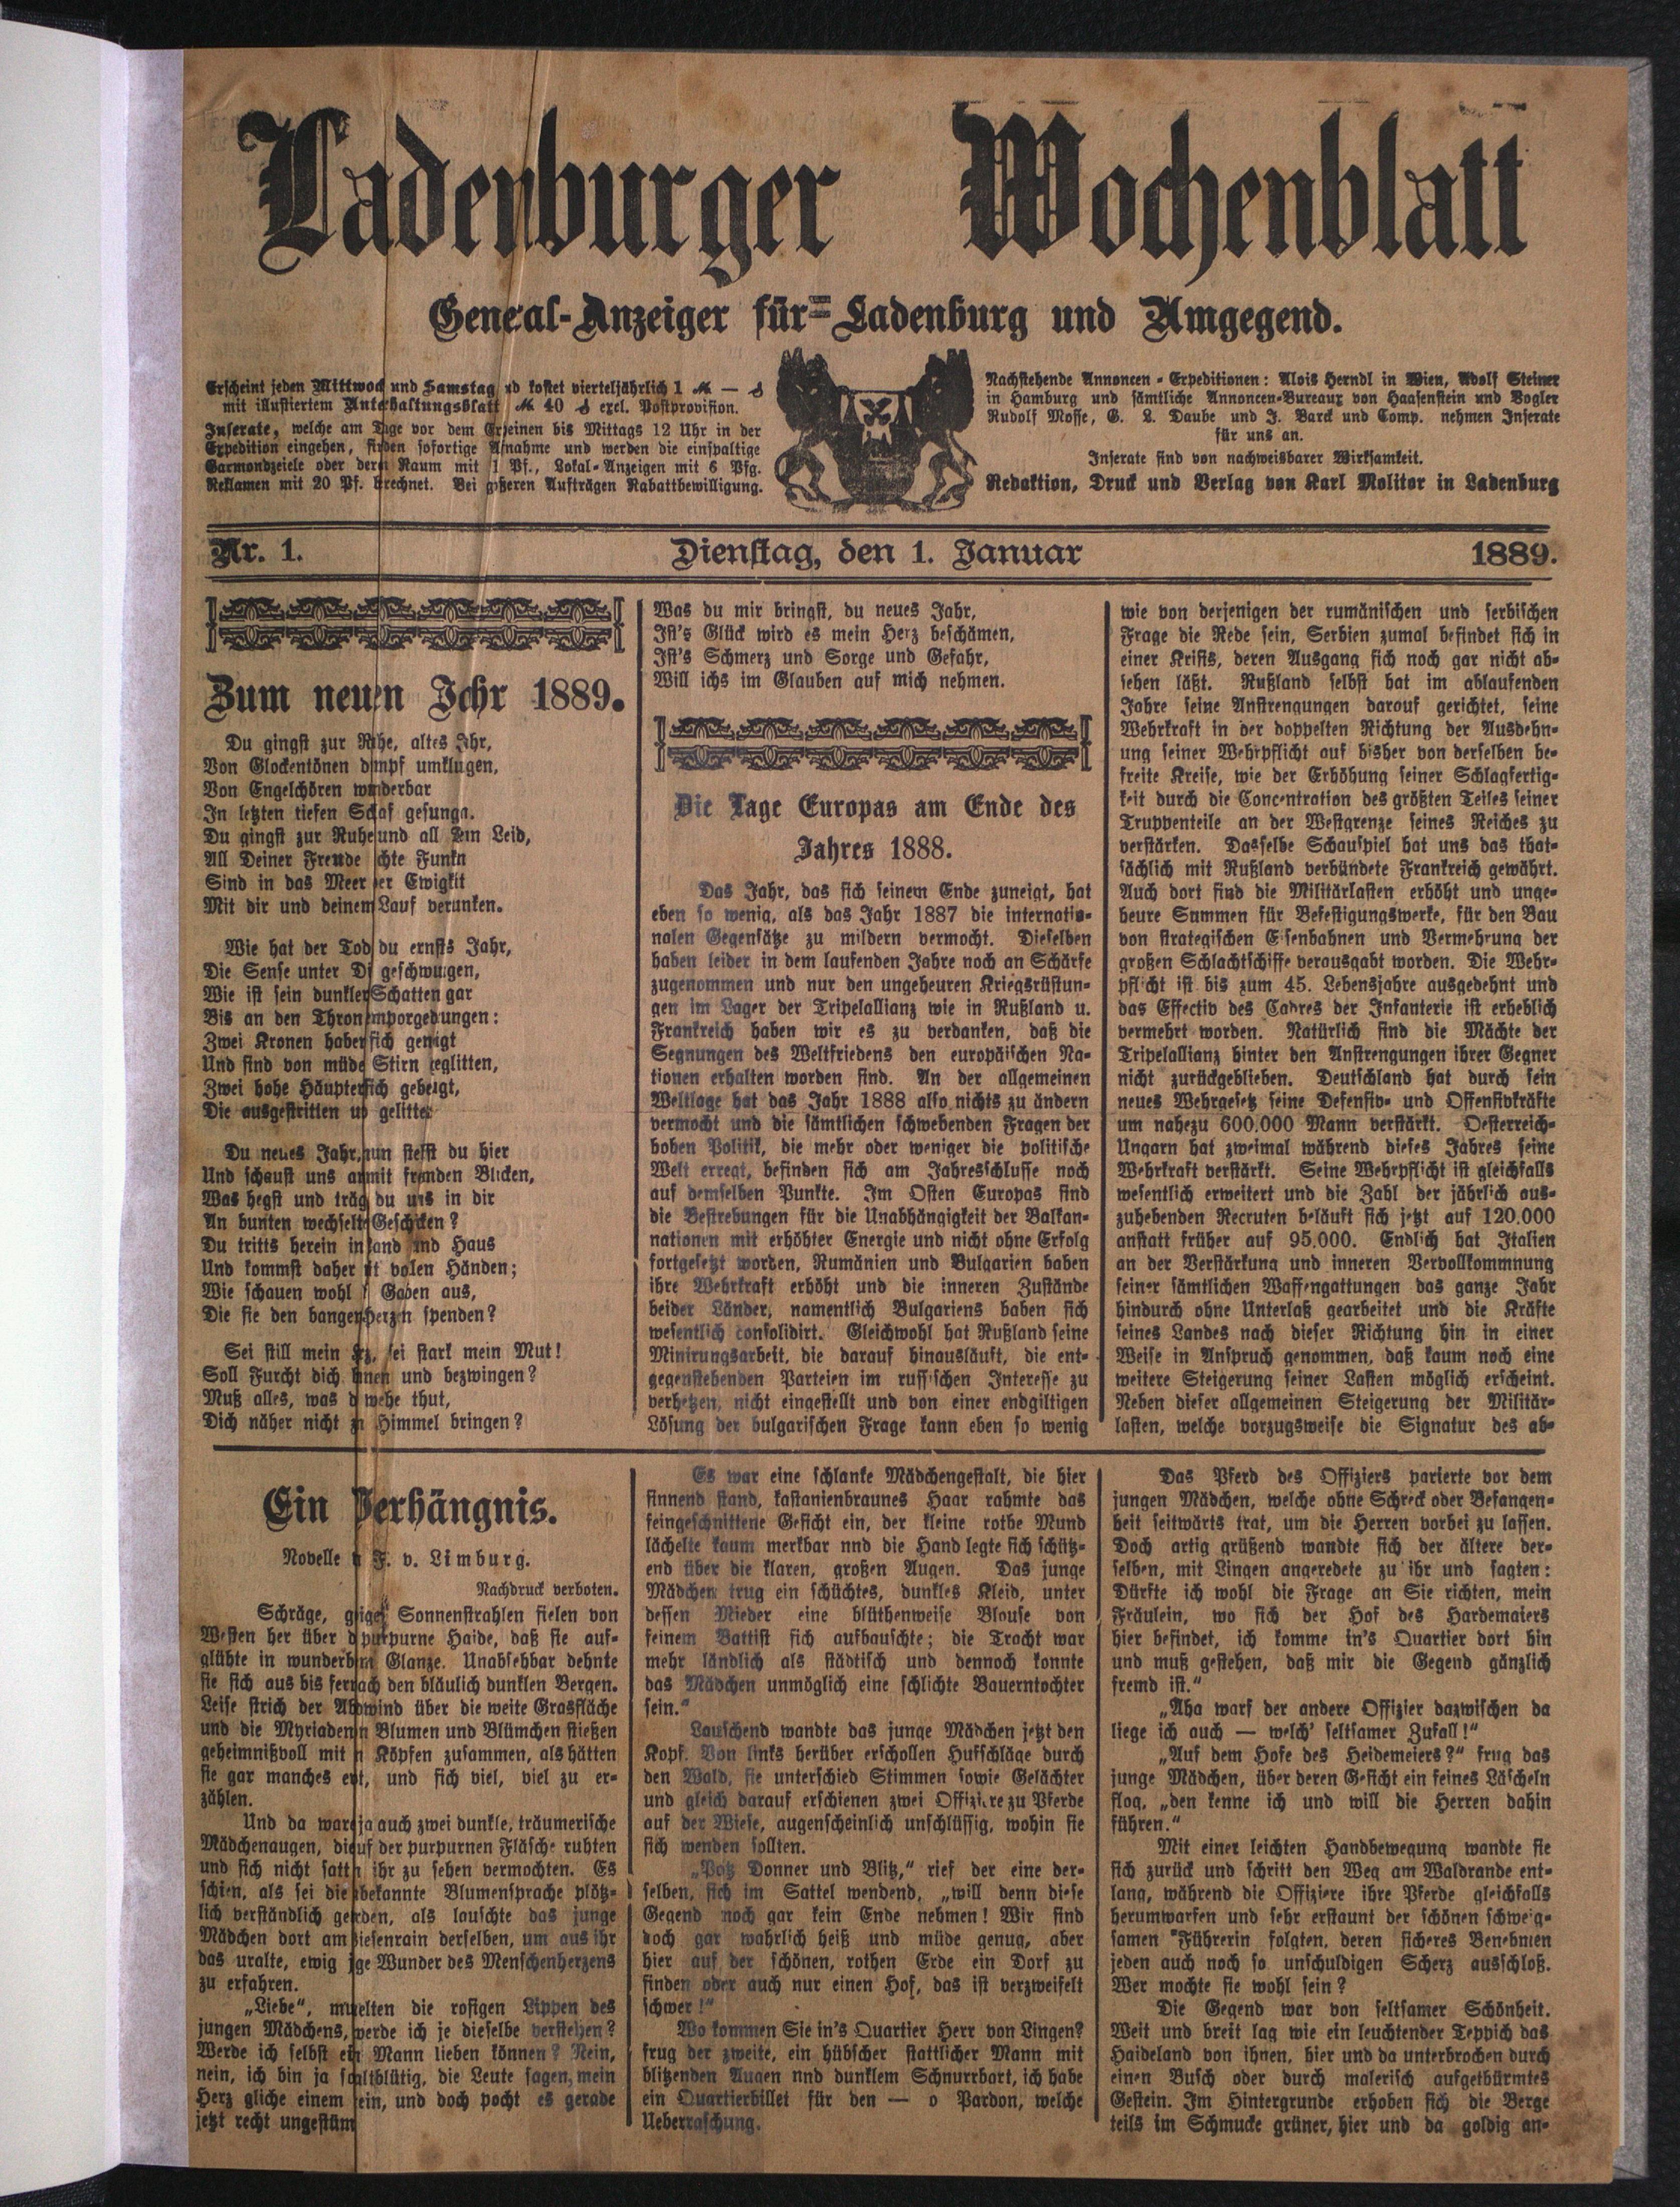 Ladenburger Wochenblatt
General-Anzeiger für Ladenburg und Umgegend.
Erscheint jeden Mittwoch und Samstag kostet vierteljährlich 1 ℳ — ₰
mit illustiertem Unterhaltungsblatt ℳ 40 ₰ excl. Postprovision.
Inserate, welche am Tage vor dem Erscheinen bis Mittags 12 Uhr in der
Expedition eingehen, finden sofortige Aufnahme und werden die einspaltige
Garmondzeiele oder deren Raum mit Pf., Lokal-Anzeigen mit 6 Pfg.
Reklamen mit 20 Pf. berechnet. Bei größeren Aufträgen Rabattbewilligung.
Nachstehende Annoncen-Expeditionen: Alois Herndl in Wien, Adolf Steiner
in Hamburg und sämtliche Annoncen-Bureaux von Haasenstein und Vogler
Rudolf Mosse, G. L. Daube und J. Barck und Comp. nehmen Inserate
für uns an.
Inserate sind von nachweisbarer Wirksamkeit.
Redaktion, Druck und Verlag von Karl Molitor in Ladenburg
Nr. 1.
Dienstag, den 1. Januar
1889.
Zum neuen Jahr 1889.
Du gingst zur Ruhe, altes Jahr,
Von Glockentönen dumpf umklungen,
Von Engelchören wunderbar
In letzten tiefen Schlaf gesungen.
Du gingst zur Ruhe und all Dein Leid,
All Deiner Freude lichte Funken
Sind in das Meer der Ewigkeit
Mit dir und deinem Lauf versunken.
Wie hat der Tod du ernstes Jahr,
Die Sense unter Dir geschwungen,
Wie ist sein dunkler Schatten gar
Bis an den Thron emporgedrungen:
Zwei Kronen haben sich geneigt
Und sind von müder Stirn geglitten,
Zwei hohe Häupter sich gebeugt,
Die ausgestritten und gelitten.
Du neues Jahr, nun stehst du hier
Und schaust uns an mit fremden Blicken,
Was hegst und trägst du uns in dir
An bunten wechselnden Geschicken?
Du tritts herein in Land und Haus
Und kommst daher mit vollen Händen;
Wie schauen wohl die Gaben aus,
Die sie den bangen Herzen spenden?
Sei still mein Herz, sei stark mein Mut!
Soll Furcht dich binnen und bezwingen?
Muß alles, was dir wehe thut,
Dich näher nicht zum Himmel bringen?
Was du mir bringst, du neues Jahr,
Ist's Glück wird es mein Herz beschämen,
Ist's Schmerz und Sorge und Gefahr,
Will ichs im Glauben auf mich nehmen.
Die Lage Europas am Ende des
Jahres 1888.
Das Jahr, das sich seinem Ende zuneigt, hat
eben so wenig, als das Jahr 1887 die internatio-
nalen Gegensätze zu mildern vermocht. Dieselben
haben leider in dem laufenden Jahre noch an Schärfe
zugenommen und nur den ungeheuren Kriegsrüstun-
gen im Lager der Tripelallianz wie in Rußland u.
Frankreich haben wir es zu verdanken, daß die
Segnungen des Weltfriedens den europäischen Na-
tionen erhalten worden sind. An der allgemeinen
Weltlage hat das Jahr 1888 also nichts zu ändern
vermocht und die sämtlichen schwebenden Fragen der
hohen Politik, die mehr oder weniger die politische
Welt erregt, befinden sich am Jahresschlusse noch
auf demselben Punkte. Im Osten Europas sind
die Bestrebungen für die Unabhängigkeit der Balkan-
nationen mit erhöhter Energie und nicht ohne Erfolg
fortgesetzt worden, Rumänien und Bulgarien haben
ihre Wehrkraft erhöht und die inneren Zustände
beider Länder, namentlich Bulgariens haben sich
wesentlich consolidirt. Gleichwohl hat Rußland seine
Minirungsarbeit, die darauf hinausläuft, die ent-
gegenstehenden Parteien im russischen Interesse zu
verhetzen, nicht eingestellt und von einer endgiltigen
Lösung der bulgarischen Frage kann eben so wenig
wie von derjenigen der rumänischen und serbischen
Frage die Rede sein, Serbien zumal befindet sich in
einer Krisis, deren Ausgang sich noch gar nicht ab-
sehen läßt. Rußland selbst hat im ablaufenden
Jahre seine Anstrengungen darauf gerichtet, seine
Wehrkraft in der doppelten Richtung der Ausdehn-
ung seiner Wehrpflicht auf bisher von derselben be-
freite Kreise, wie der Erhöhung seiner Schlagfertig-
keit durch die Concentration des größten Teiles seiner
Truppenteile an der Westgrenze seines Reiches zu
verstärken. Dasselbe Schauspiel hat uns das that-
sächlich mit Rußland verbündete Frankreich gewährt.
Auch dort sind die Militärlasten erhöht und unge-
heure Summen für Befestigungswerke, für den Bau
von strategischen Eisenbahnen und Vermehrung der
großen Schlachtschiffe verausgabt worden. Die Wehr-
pflicht ist bis zum 45. Lebensjahre ausgedehnt und
das Effectiv des Cadres der Infanterie ist erheblich
vermehrt worden. Natürlich sind die Mächte der
Tripelallianz hinter den Anstrengungen ihrer Gegner
nicht zurückgeblieben. Deutschland hat durch sein
neues Wehrgesetz seine Defensiv- und Offensivkräfte
um nahezu 600.000 Mann verstärkt. Oesterreich-
Ungarn hat zweimal während dieses Jahres seine
Wehrkraft verstärkt. Seine Wehrpflicht ist gleichfalls
wesentlich erweitert und die Zahl der jährlich aus-
zuhebenden Recruten beläuft sich jetzt auf 120.000
anstatt früher auf 95.000. Endlich hat Italien
an der Verstärkung und inneren Vervollkommnung
seiner sämtlichen Waffengattungen das ganze Jahr
hindurch ohne Unterlaß gearbeitet und die Kräfte
seines Landes nach dieser Richtung hin in einer
Weise in Anspruch genommen, daß kaum noch eine
weitere Steigerung seiner Lasten möglich erscheint.
Neben dieser allgemeinen Steigerung der Militär-
lasten, welche vorzugsweise die Signatur des ab-
Ein Verhängnis.
Novelle v. F. v. Limburg.
Nachdruck verboten.
Schräge, Sonnenstrahlen fielen von
Westen her über die purpurne Haide, daß sie auf-
glühte in wunderbarem Glanze. Unabsehbar dehnte
sie sich aus bis fern nach den bläulich dunklen Bergen.
Leise strich der Abendwind über die weite Grasfläche
und die Myriaden von Blumen und Blümchen stießen
geheimnißvoll mit den Köpfen zusammen, als hätten
sie gar manches erlebt, und sich viel, viel zu er-
zählen.
Und da waren ja auch zwei dunkle, träumerische
Mädchenaugen, die auf der purpurnen Fläsche ruhten
und sich nicht satt an ihr zu sehen vermochten. Es
schien, als sei die unbekannte Blumensprache plötz-
lich verständlich geworden, als lauschte das junge
Mädchen dort am Wiesenrain derselben, um aus ihr
das uralte, ewig junge Wunder des Menschenherzens
zu erfahren.
„Liebe“, murmelten die rosigen Lippen des
jungen Mädchens, werde ich je dieselbe verstehen?
Werde ich selbst einen Mann lieben können? Nein,
nein, ich bin ja so kaltblütig, die Leute sagen, mein
Herz gliche einem Stein, und doch pocht es gerade
jetzt recht ungestüm
Es war eine schlanke Mädchengestalt, die hier
sinnend stand, kastanienbraunes Haar rahmte das
feingeschnittene Gesicht ein, der kleine rothe Mund
lächelte kaum merkbar nnd die Hand legte sich schütz-
end über die klaren, großen Augen. Das junge
Mädchen trug ein schüchtes, dunkles Kleid, unter
dessen Mieder eine blüthenweise Blouse von
feinem Battist sich aufbauschte; die Tracht war
mehr ländlich als städtisch und dennoch konnte
das Mädchen unmöglich eine schlichte Bauerntochter
sein.“
Lauschend wandte das junge Mädchen jetzt den
Kopf. Von links herüber erschollen Hufschläge durch
den Wald, sie unterschied Stimmen sowie Gelächter
und gleich darauf erschienen zwei Offiziere zu Pferde
auf der Wiese, augenscheinlich unschlüssig, wohin sie
sich wenden sollten.
„Potz Donner und Blitz,“ rief der eine der-
selben, sich im Sattel wendend, „will denn diese
Gegend noch gar kein Ende nehmen! Wir sind
doch gar wahrlich heiß und müde genug, aber
hier auf der schönen, rothen Erde ein Dorf zu
finden oder auch nur einen Hof, das ist verzweifelt
schwer!“
Wo kommen Sie in's Quartier Herr von Lingen?
frug der zweite, ein hübscher stattlicher Mann mit
blitzenden Augen nnd dunklem Schnurrbart, ich habe
ein Quartierbillet für den — o Pardon, welche
Ueberraschung.
Das Pferd des Offiziers parierte vor dem
jungen Mädchen, welche ohne Schreck oder Befangen-
heit seitwärts trat, um die Herren vorbei zu lassen.
Doch artig grüßend wandte sich der ältere der-
selben, mit Lingen angeredete zu ihr und sagten:
Dürfte ich wohl die Frage an Sie richten, mein
Fräulein, wo sich der Hof des Hardemaiers
hier befindet, ich komme in's Quartier dort hin
und muß gestehen, daß mir die Gegend gänzlich
fremd ist.“
„Aha warf der andere Offizier dazwischen da
liege ich auch — welch' seltsamer Zufall!“
„Auf dem Hofe des Heidemeiers?“ frug das
junge Mädchen, über deren Gesicht ein feines Läscheln
flog, „den kenne ich und will die Herren dahin
führen.“
Mit einer leichten Handbewegung wandte sie
sich zurück und schritt den Weg am Waldrande ent-
lang, während die Offiziere ihre Pferde gleichfalls
herumwarfen und sehr erstaunt der schönen schweig-
samen Führerin folgten, deren sicheres Benehmen
jeden auch noch so unschuldigen Scherz ausschloß.
Wer mochte sie wohl sein?
Die Gegend war von seltsamer Schönheit.
Weit und breit lag wie ein leuchtender Teppich das
Haideland von ihnen, hier und da unterbrochen durch
einen Busch oder durch malerisch aufgethürmtes
Gestein. Im Hintergrunde erhoben sich die Berge
teils im Schmucke grüner, hier und da goldig an-